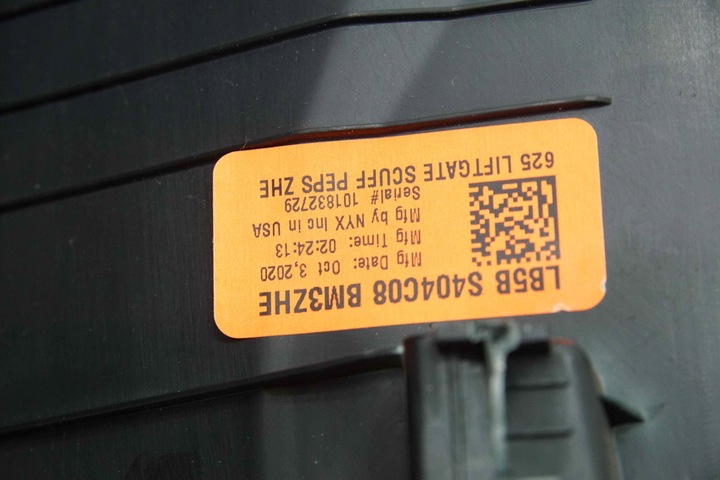 LB5B S404C08 BM3ZHE
Mfg Date: Oct 3,2020
Mfg Time: 02:24:13
Mfg by NYX Inc in USA
Serial# 101832729
625 LIFTGATE SCUFF PEPS ZHE